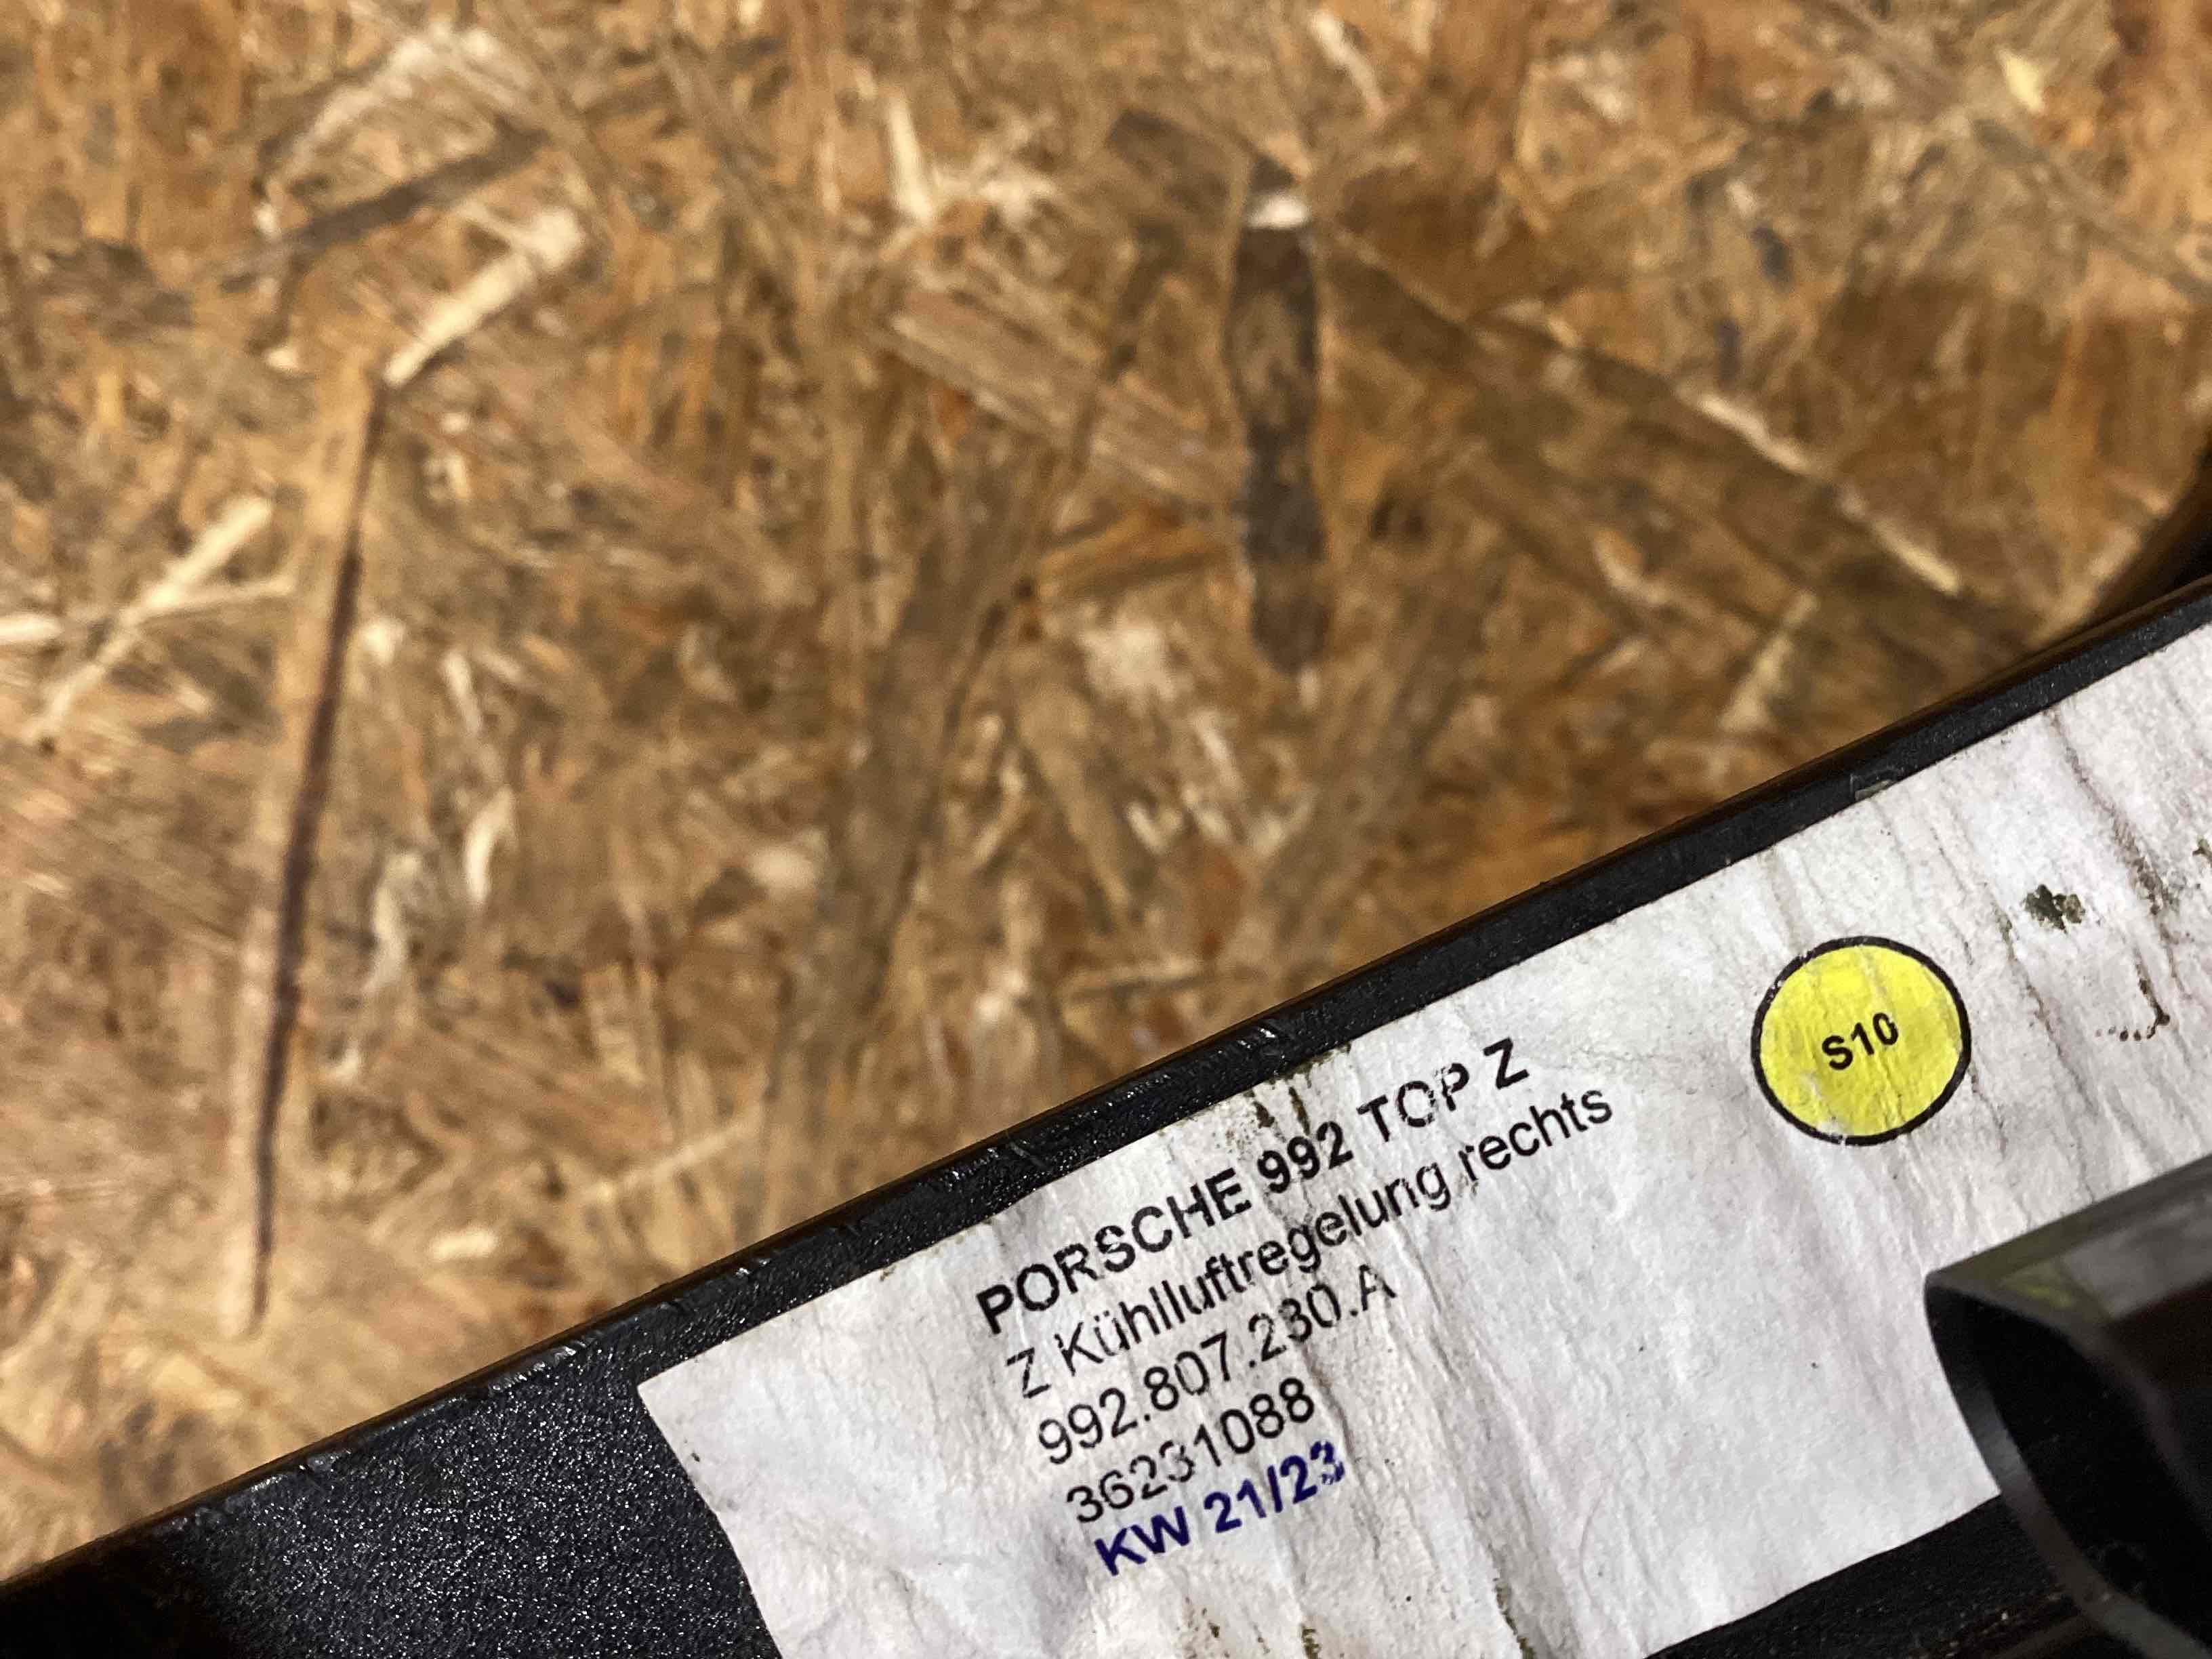 PORSCHE 992 TOP Z
Z Kühlluftregelung rechts
992.807.230.A
36231088
KW 21/23
S10